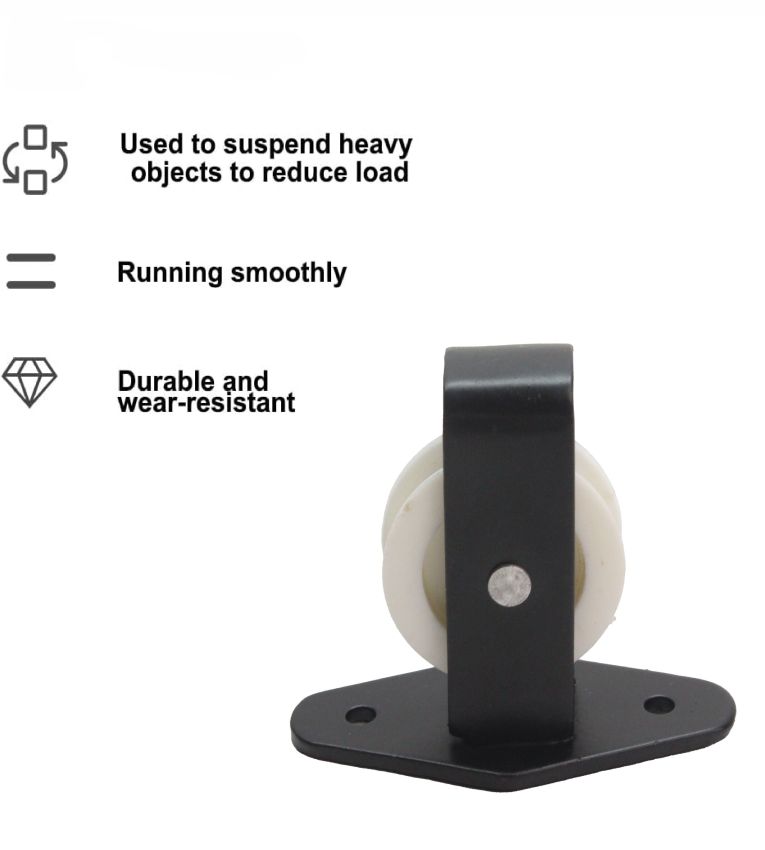 Used to suspend heavy
objects to reduce load
Running smoothly
Durable and
wear-resistant